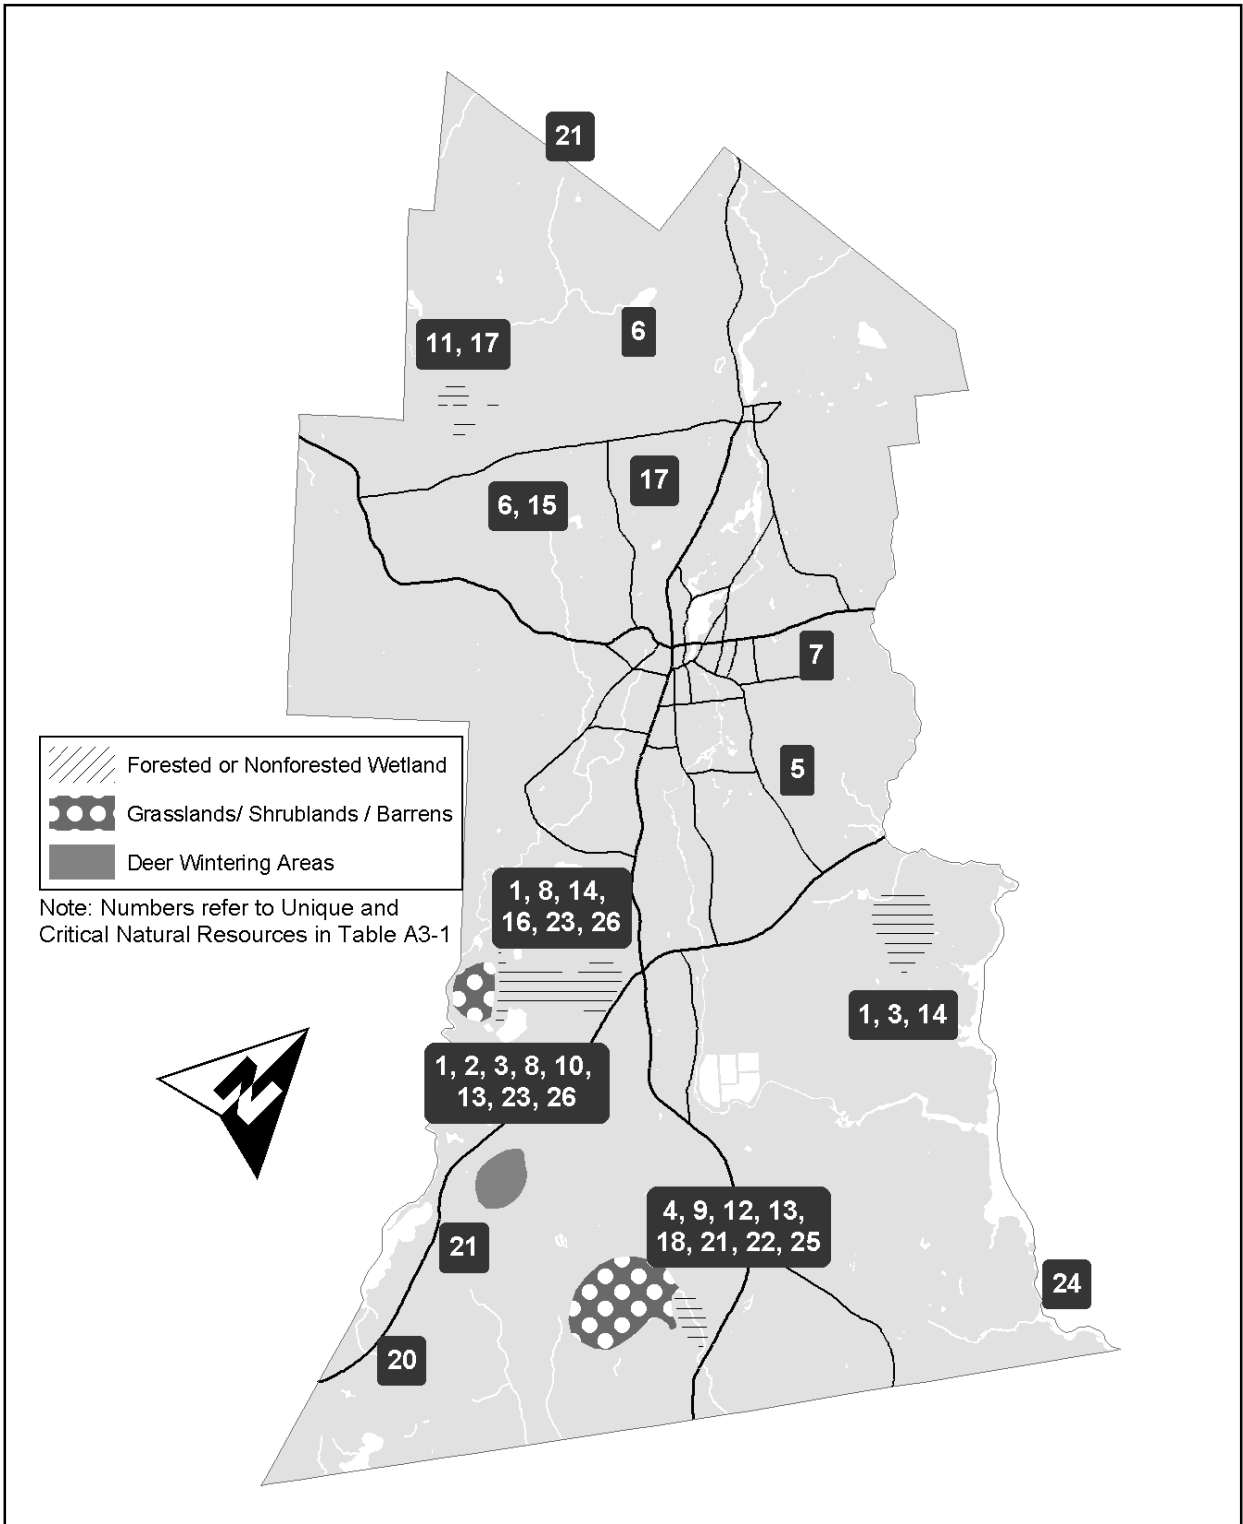 21
6
11, 17
17
6, 15
7
Forested or Nonforested Wetland
Grasslands/ Shrublands / Barrens
Deer Wintering Areas
Note: Numbers refer to Unique and
Critical Natural Resources in Table A3-1
5
1, 8, 14,
16, 23, 26
1, 3, 14
N
1, 2, 3, 8, 10,
13, 23, 26
4, 9, 12, 13,
18, 21, 22, 25
21
24
20